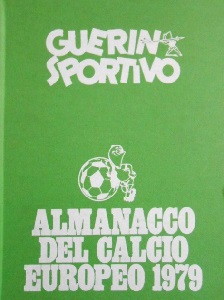 GUERIN
SPORTIVO
ALMANACCO
DEL CALCIO
EUROPEO 1979